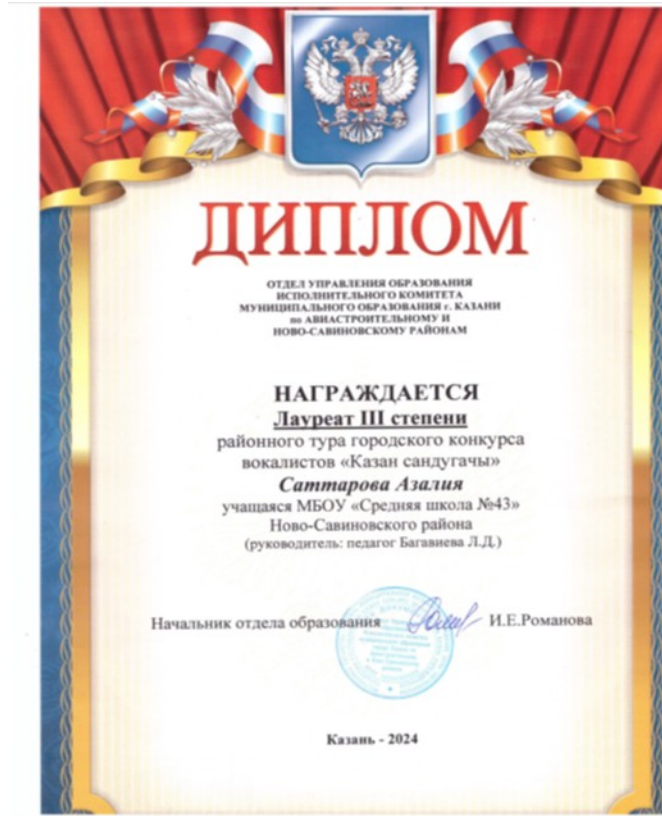 ДИПЛОМ
ОТДЕЛ УПРАВЛЕНИЯ ОБРАЗОВАНИЯ
ИСПОЛНИТЕЛЬНОГО КОМИТЕТА
МУНИЦИПАЛЬНОГО ОБРАЗОВАНИЯ г. КАЗАНИ
по АВИАСТРОИТЕЛЬНОМУ И
НОВО-САВИНОВСКОМУ РАЙОНАМ
НАГРАЖДАЕТСЯ
Лауреат III степени
районного тура городского конкурса
вокалистов «Казан сандугачы»
Саттарова Азалия
учащаяся МБОУ «Средняя школа №43»
Ново-Савиновского района
(руководитель: педагог Багавиева Л.Д.)
Начальник отдела образования И.Е.Романова
Казань - 2024